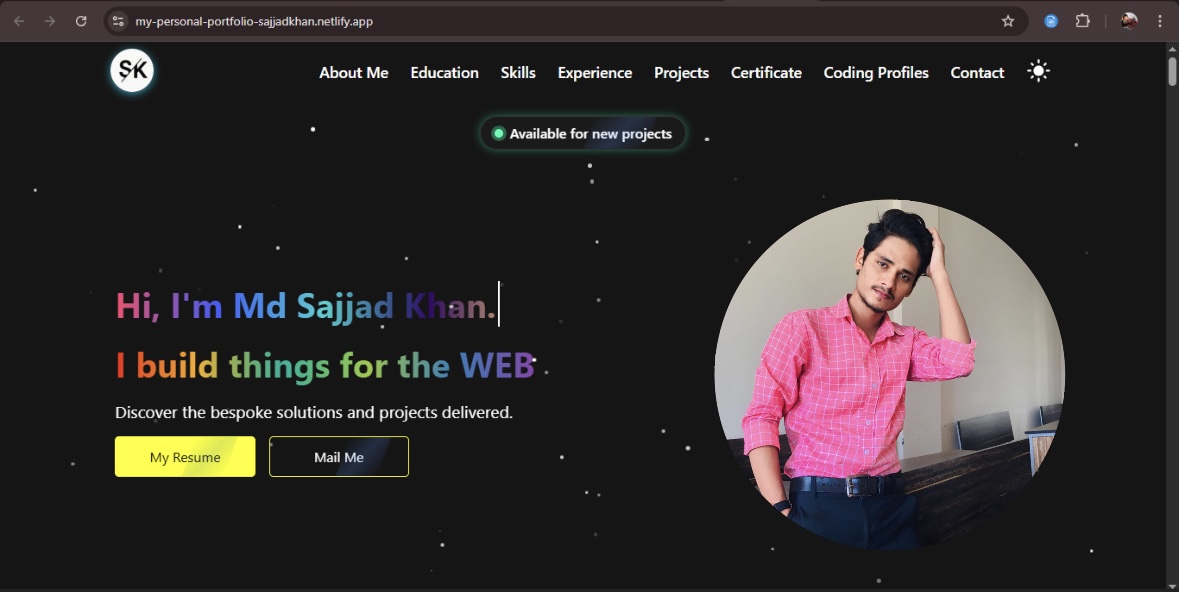 my-personal-portfolio-sajjadkhan.netlify.app
SK
About Me Education Skills Experience Projects Certificate Coding Profiles Contact
Available for new projects
Hi, I'm Md Sajjad Khan.
I build things for the WEB
Discover the bespoke solutions and projects delivered.
My Resume Mail Me